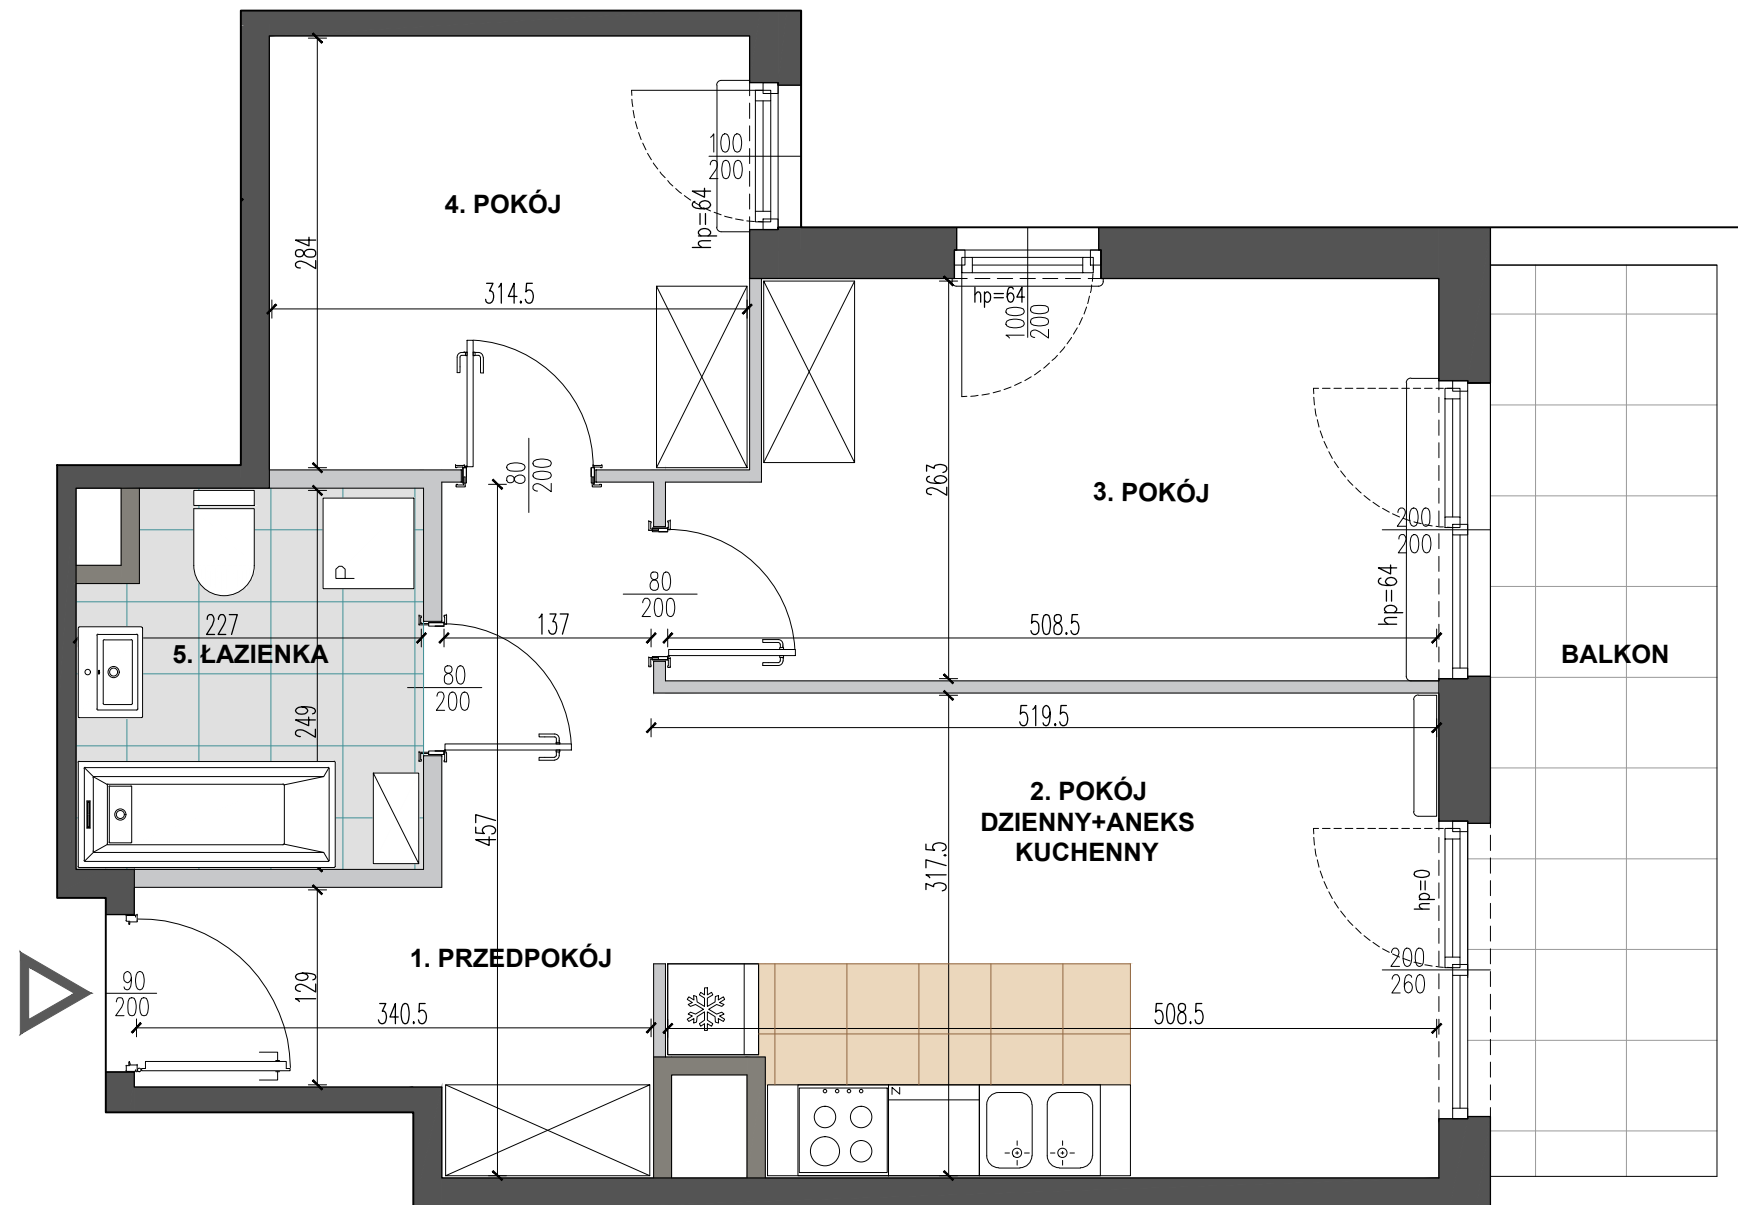 100
200
hp=64
4. POKÓJ
284
314.5
hp=64
100
200
80
200
263
3. POKÓJ
200
200
hp=64
P
80
200
227
137
508.5
5. ŁAZIENKA
BALKON
80
200
249
519.5
2. POKÓJ
DZIENNY+ANEKS
KUCHENNY
457
317.5
hp=0
1. PRZEDPOKÓJ
200
260
90
200
129
340.5
508.5
Z